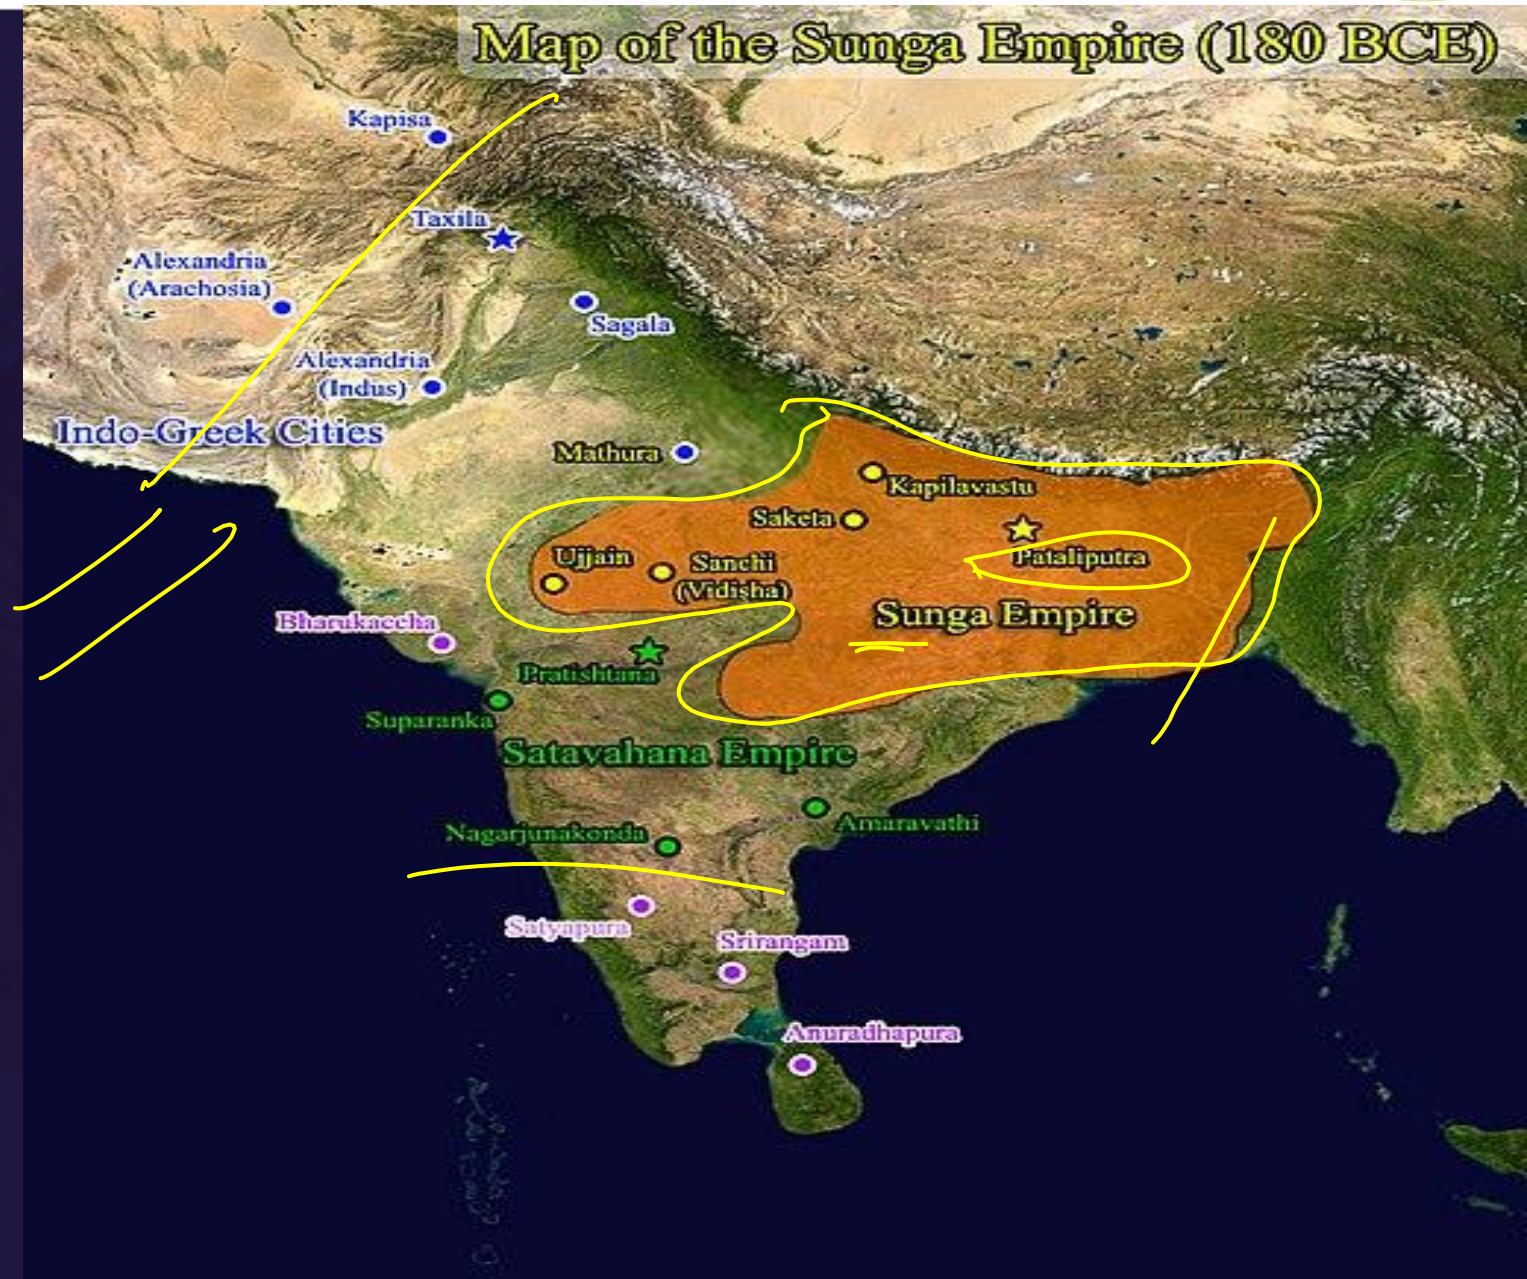 Map of the Sunga Empire (180 BCE)
Kapisa
Taxila
Alexandria
(Arachosia)
Sagala
Alexandria
(Indus)
Indo-Greek Cities
Mathura
Kapilavastu
Saketa
Pataliputra
Ujjain
Sanchi
(Vidisha)
Sunga Empire
Bharukaccha
Pratishtana
Suparanka
Satavahana Empire
Amaravathi
Nagarjunakonda
Satyapura
Srirangam
Anuradhapura